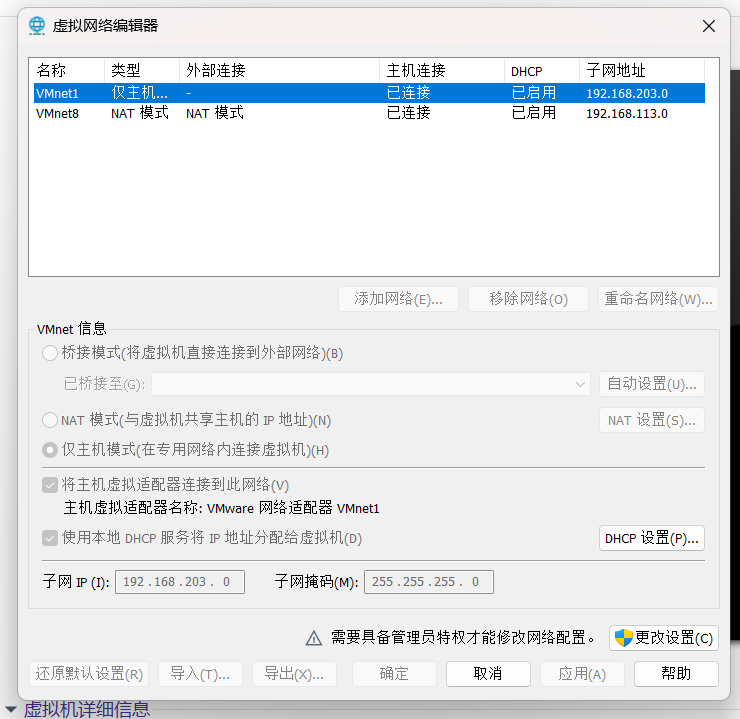 虚拟网络编辑器
名称 类型 外部连接 主机连接 DHCP 子网地址
VMnet1 仅主机... - 已连接 已启用 192.168.203.0
VMnet8 NAT 模式 NAT 模式 已连接 已启用 192.168.113.0
添加网络(E)... 移除网络(O) 重命名网络(W)...
VMnet 信息
桥接模式(将虚拟机直接连接到外部网络)(B)
已桥接至(G): 自动设置(U)...
NAT 模式(与虚拟机共享主机的 IP 地址)(N) NAT 设置(S)...
仅主机模式(在专用网络内连接虚拟机)(H)
将主机虚拟适配器连接到此网络(V)
主机虚拟适配器名称: VMware 网络适配器 VMnet1
使用本地 DHCP 服务将 IP 地址分配给虚拟机(D) DHCP 设置(P)...
子网 IP (I): 192 . 168 . 203 . 0 子网掩码(M): 255 . 255 . 255 . 0
需要具备管理员特权才能修改网络配置。 更改设置(C)
还原默认设置(R) 导入(T)... 导出(X)... 确定 取消 应用(A) 帮助
虚拟机详细信息